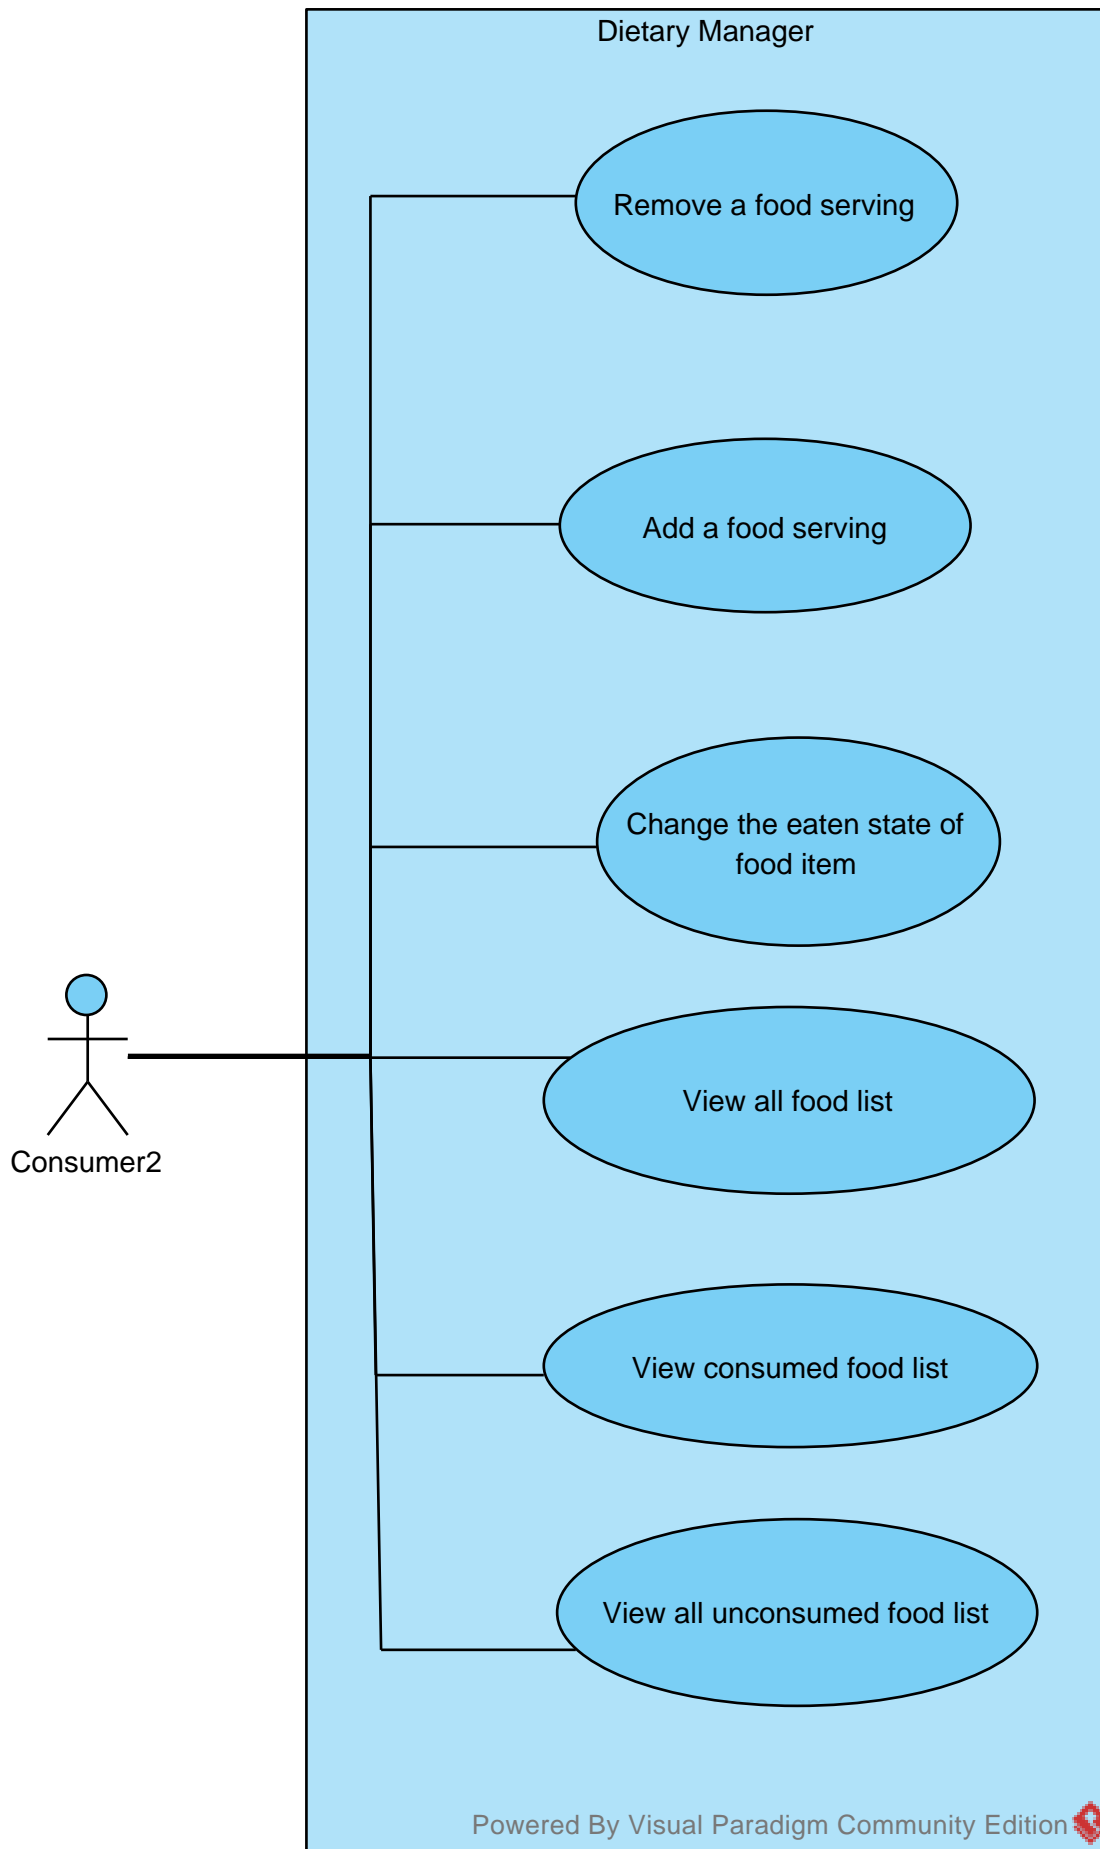 Dietary Manager
Remove a food serving
Add a food serving
Change the eaten state of
food item
Consumer2
View all food list
View consumed food list
View all unconsumed food list
Powered By Visual Paradigm Community Edition